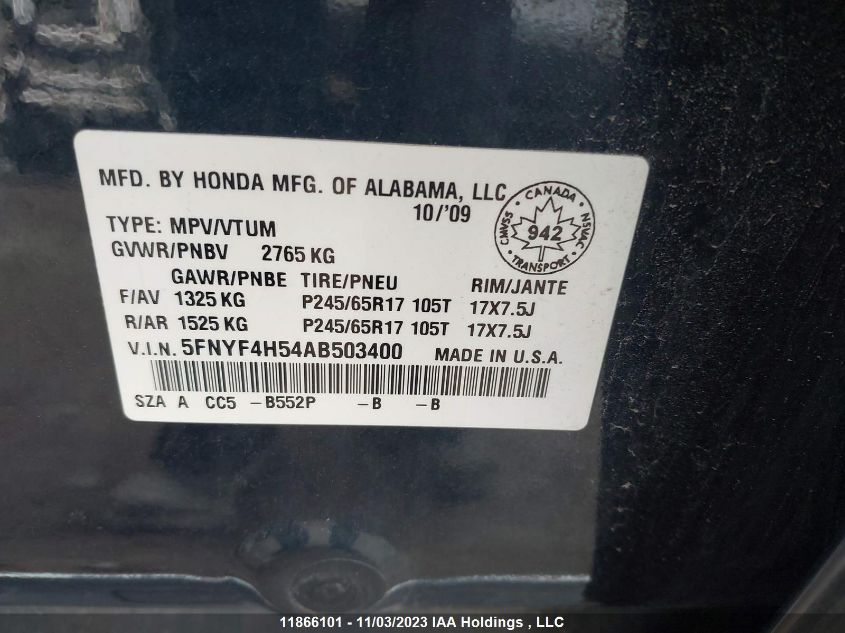 MFD. BY HONDA MFG. OF ALABAMA, LLC
10/'09
CANADA
CMVSS NSVAC
942
TRANSPORT
TYPE: MPV/VTUM
GVWR/PNBV 2765 KG
GAWR/PNBE TIRE/PNEU RIM/JANTE
F/AV 1325 KG P245/65R17 105T 17X7.5J
R/AR 1525 KG P245/65R17 105T 17X7.5J
V.I.N. 5FNYF4H54AB503400 MADE IN U.S.A.
SZA A CC5 -B552P -B -B
11866101 - 11/03/2023 IAA Holdings , LLC